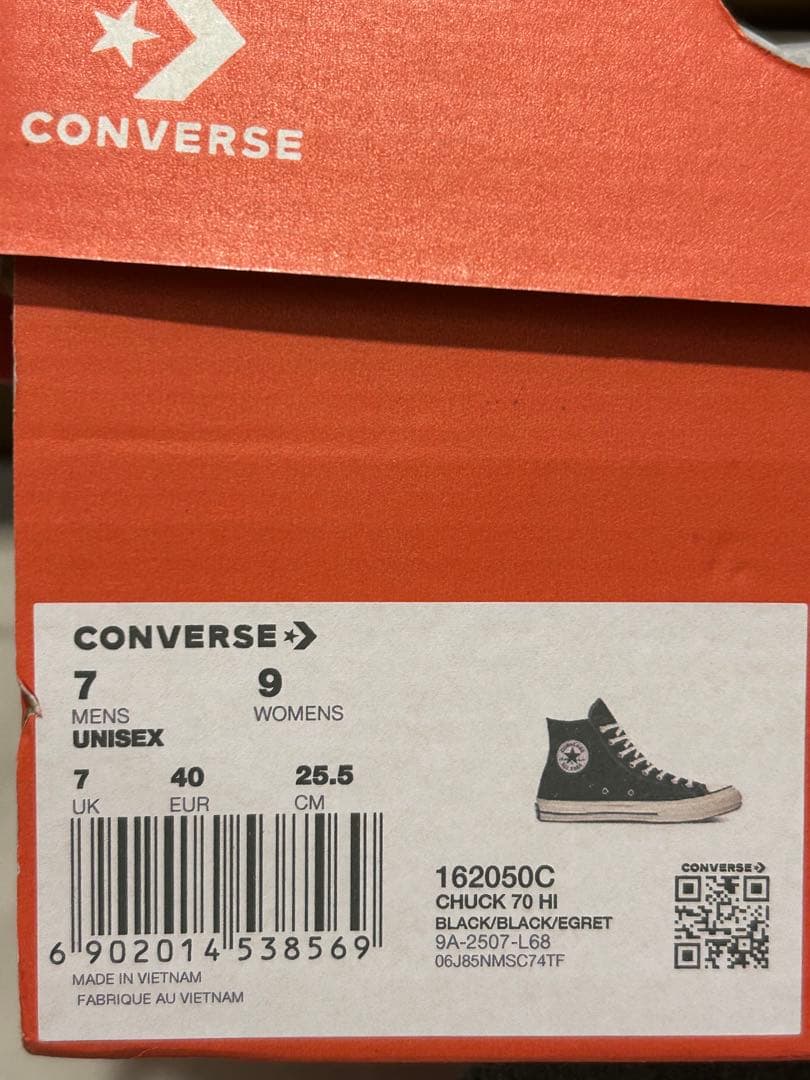 CONVERSE
CONVERSE
7 9
MENS WOMENS
UNISEX
7 40 25.5
UK EUR CM
6 902014 538569
MADE IN VIETNAM
FABRIQUE AU VIETNAM
162050C
CHUCK 70 HI
BLACK/BLACK/EGRET
9A-2507-L68
06J85NMSC74TF
CONVERSE